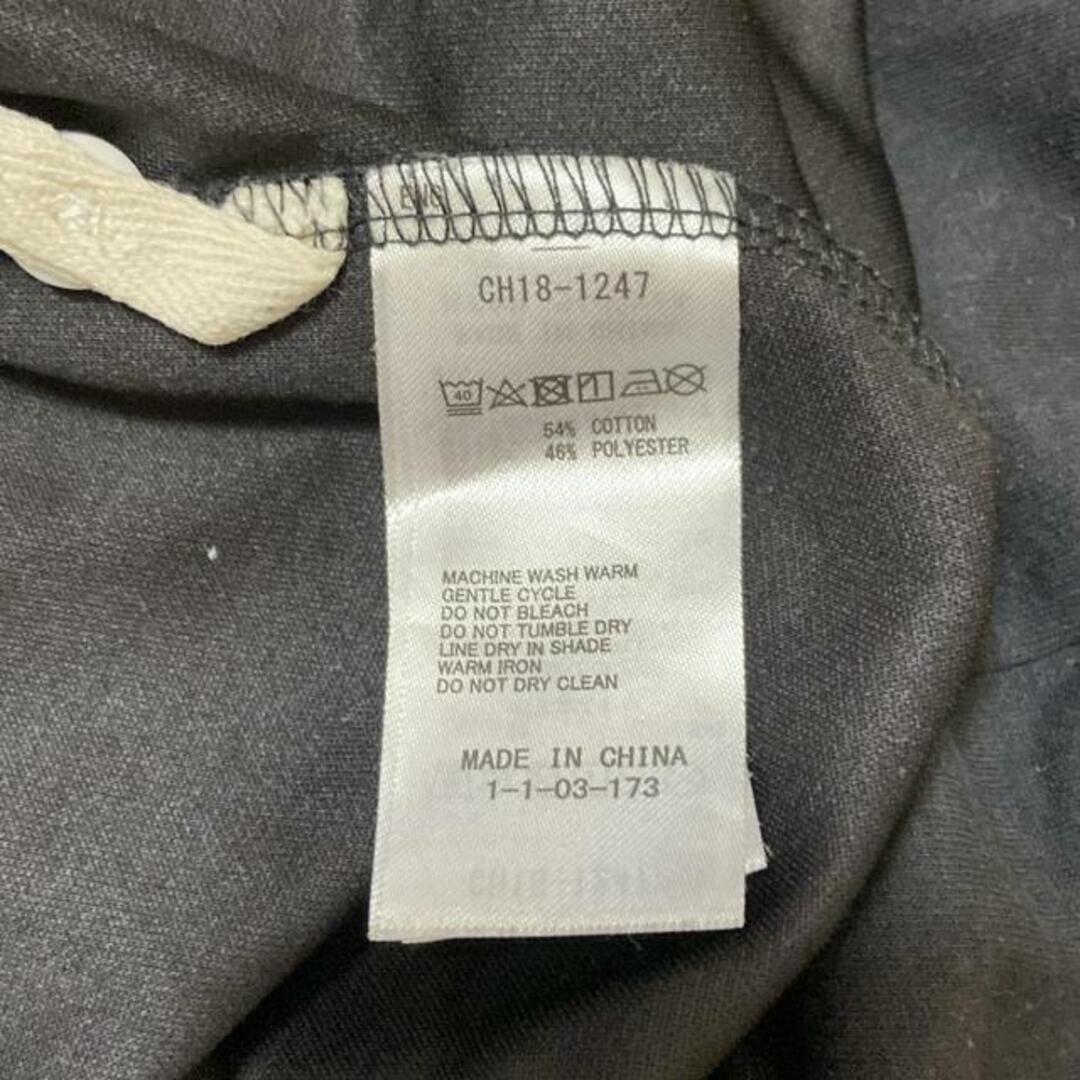 CH18-1247
40
54% COTTON
46% POLYESTER
MACHINE WASH WARM
GENTLE CYCLE
DO NOT BLEACH
DO NOT TUMBLE DRY
LINE DRY IN SHADE
WARM IRON
DO NOT DRY CLEAN
MADE IN CHINA
1-1-03-173